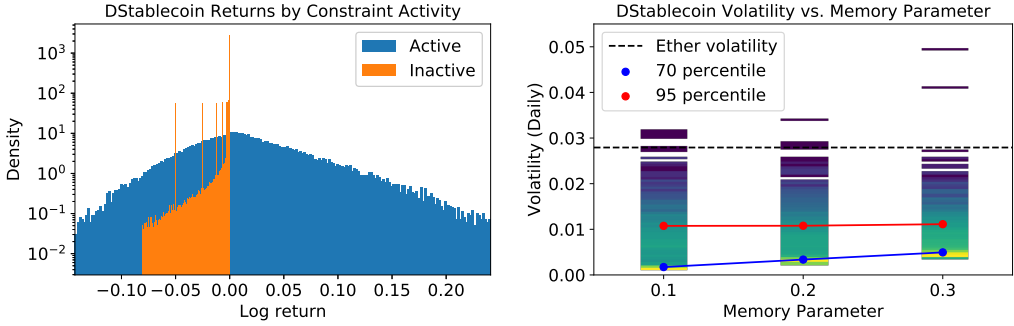 DStablecoin Returns by Constraint Activity
Density
10³
10²
10¹
10⁰
10⁻¹
10⁻²
Active
Inactive
−0.10 −0.05 0.00 0.05 0.10 0.15 0.20
Log return
DStablecoin Volatility vs. Memory Parameter
Volatility (Daily)
0.05
0.04
0.03
0.02
0.01
0.00
Ether volatility
70 percentile
95 percentile
0.1 0.2 0.3
Memory Parameter